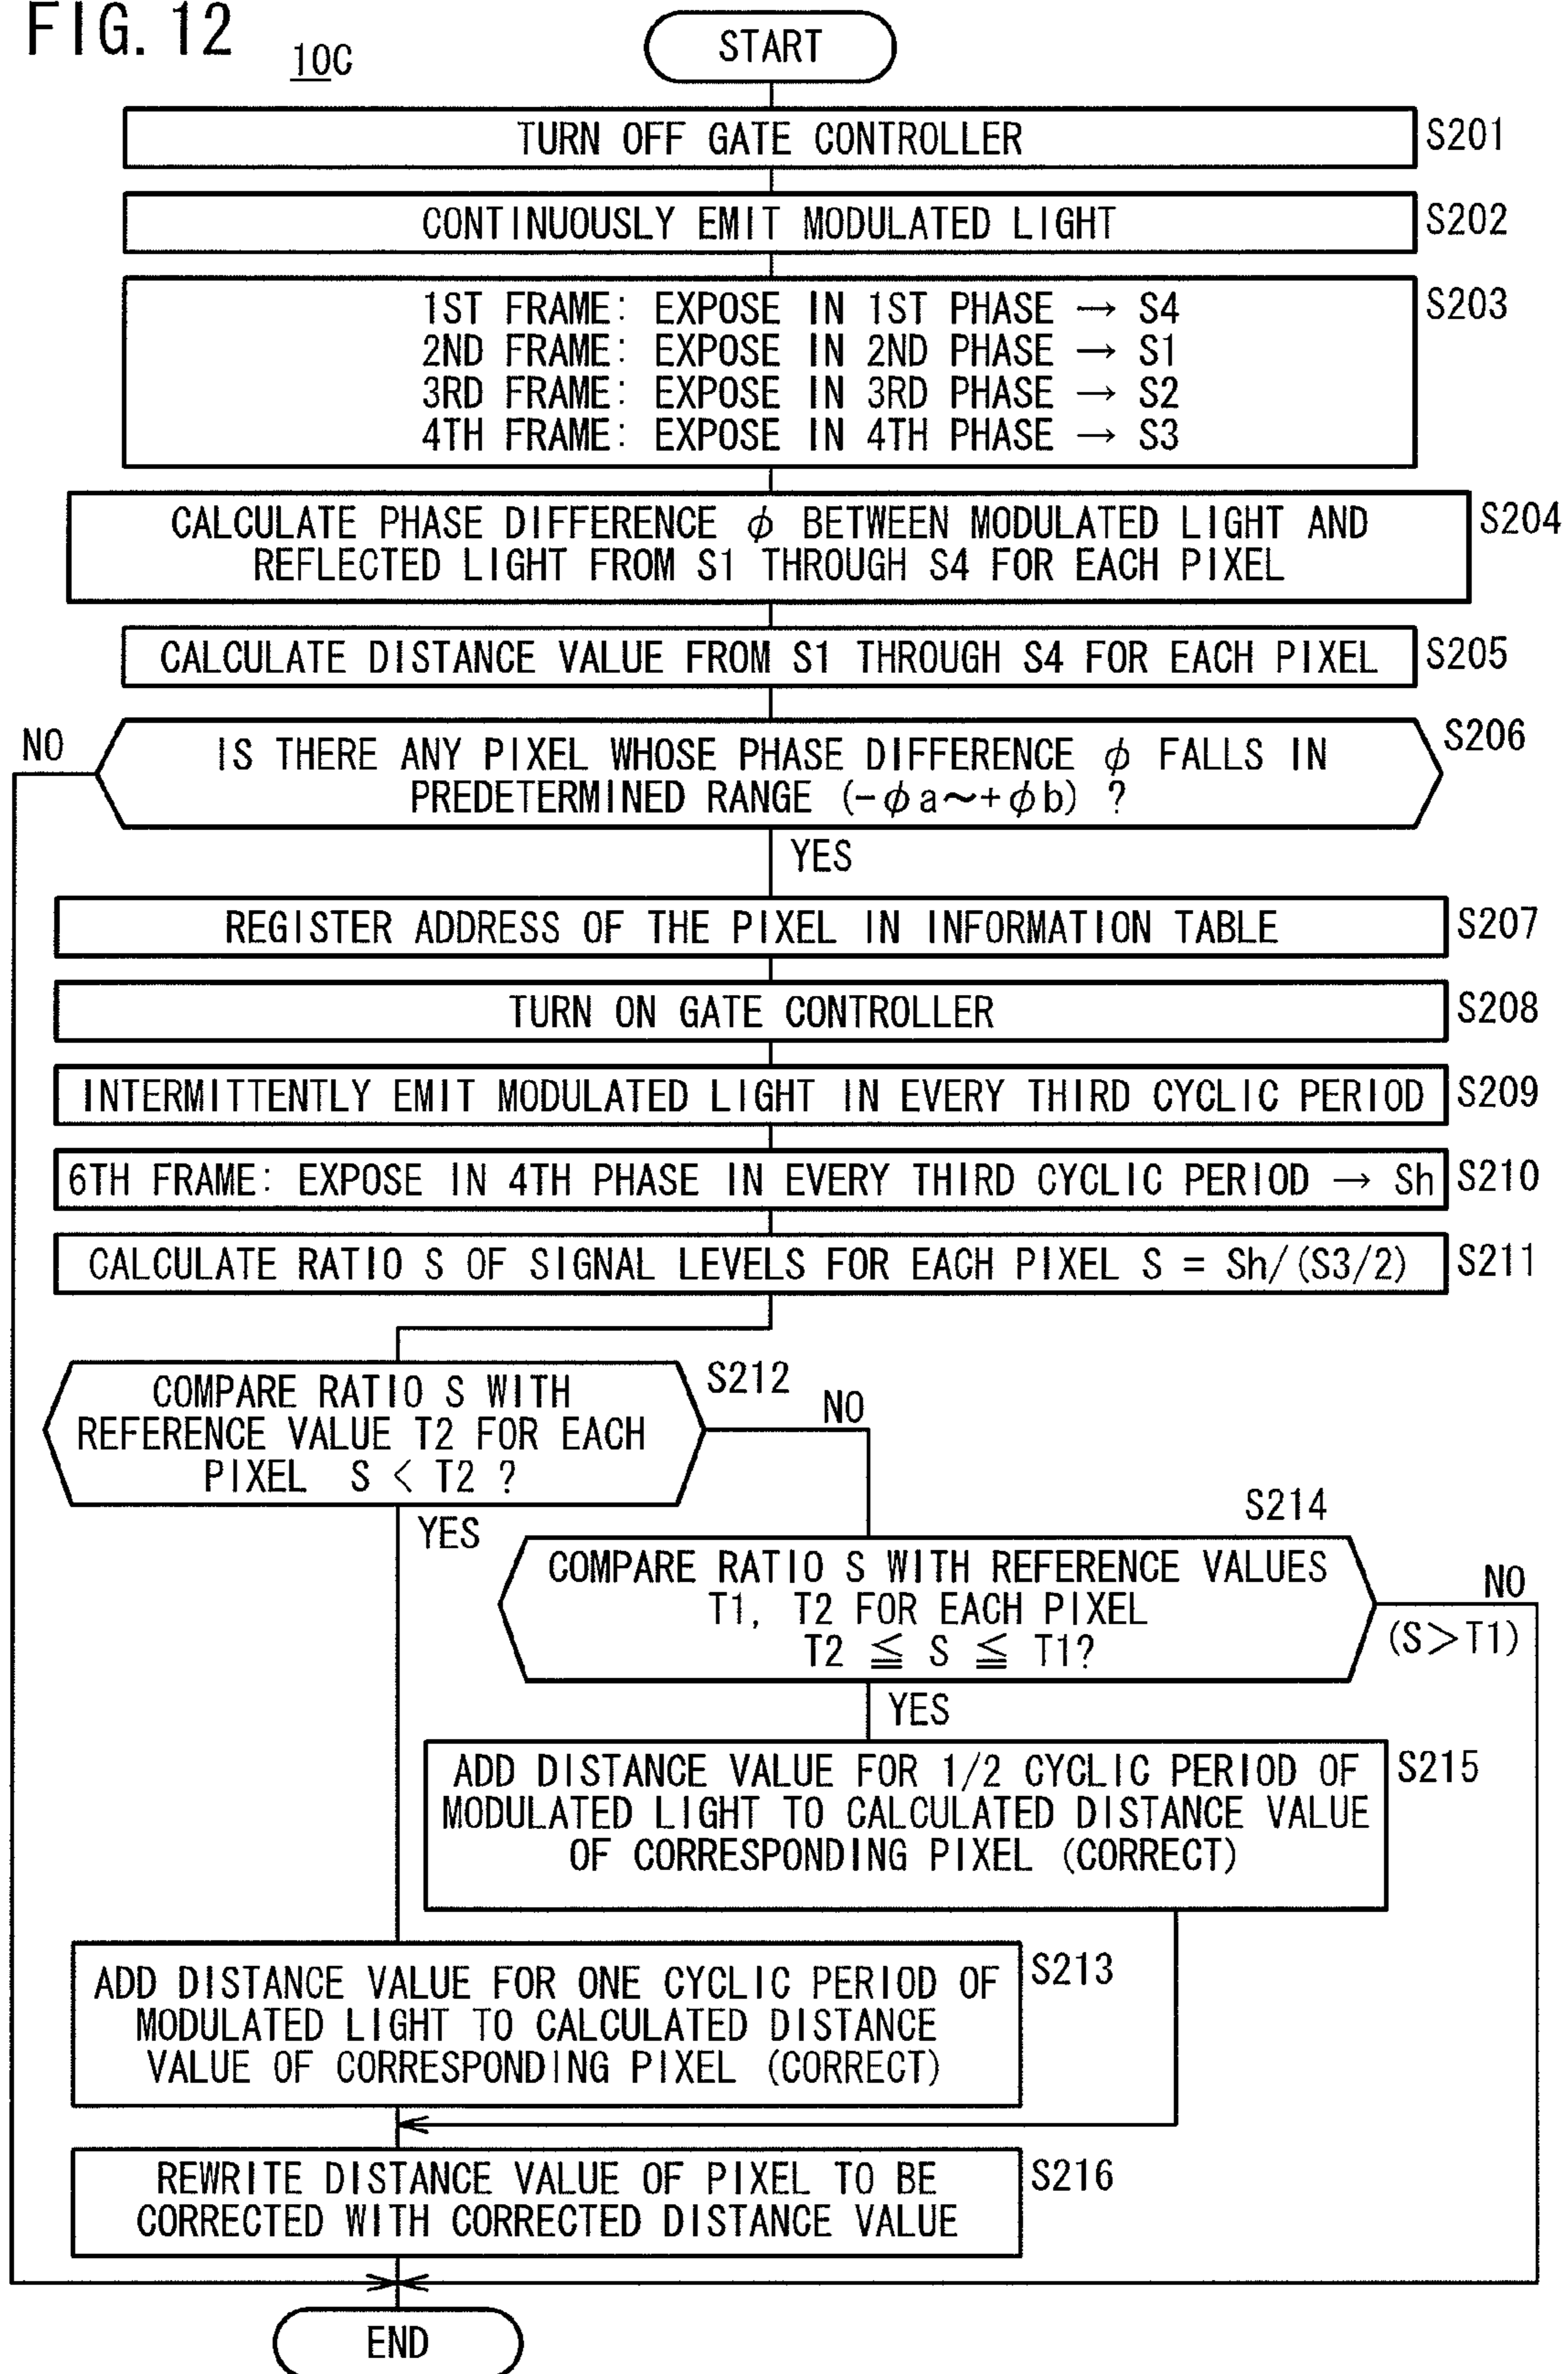 FIG. 12
10C
START
TURN OFF GATE CONTROLLER
S201
CONTINUOUSLY EMIT MODULATED LIGHT
S202
1ST FRAME: EXPOSE IN 1ST PHASE → S4
2ND FRAME: EXPOSE IN 2ND PHASE → S1
3RD FRAME: EXPOSE IN 3RD PHASE → S2
4TH FRAME: EXPOSE IN 4TH PHASE → S3
S203
CALCULATE PHASE DIFFERENCE φ BETWEEN MODULATED LIGHT AND
REFLECTED LIGHT FROM S1 THROUGH S4 FOR EACH PIXEL
S204
CALCULATE DISTANCE VALUE FROM S1 THROUGH S4 FOR EACH PIXEL
S205
NO
IS THERE ANY PIXEL WHOSE PHASE DIFFERENCE φ FALLS IN
PREDETERMINED RANGE (-φa～+φb) ?
S206
YES
REGISTER ADDRESS OF THE PIXEL IN INFORMATION TABLE
S207
TURN ON GATE CONTROLLER
S208
INTERMITTENTLY EMIT MODULATED LIGHT IN EVERY THIRD CYCLIC PERIOD
S209
6TH FRAME: EXPOSE IN 4TH PHASE IN EVERY THIRD CYCLIC PERIOD → Sh
S210
CALCULATE RATIO S OF SIGNAL LEVELS FOR EACH PIXEL S = Sh/(S3/2)
S211
COMPARE RATIO S WITH
REFERENCE VALUE T2 FOR EACH
PIXEL S < T2 ?
S212
NO
YES
S214
COMPARE RATIO S WITH REFERENCE VALUES
T1, T2 FOR EACH PIXEL
T2 ≦ S ≦ T1?
NO
(S>T1)
YES
ADD DISTANCE VALUE FOR 1/2 CYCLIC PERIOD OF
MODULATED LIGHT TO CALCULATED DISTANCE VALUE
OF CORRESPONDING PIXEL (CORRECT)
S215
ADD DISTANCE VALUE FOR ONE CYCLIC PERIOD OF
MODULATED LIGHT TO CALCULATED DISTANCE
VALUE OF CORRESPONDING PIXEL (CORRECT)
S213
REWRITE DISTANCE VALUE OF PIXEL TO BE
CORRECTED WITH CORRECTED DISTANCE VALUE
S216
END